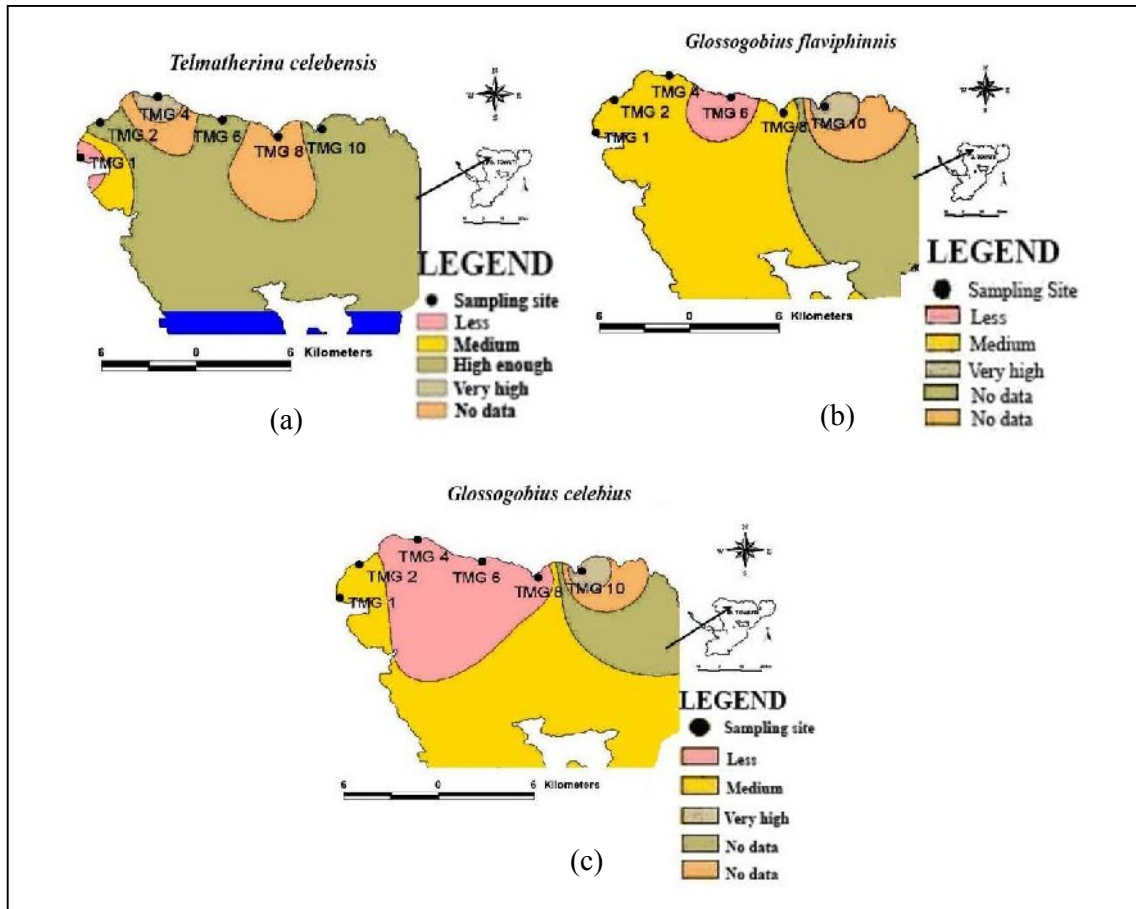 Telmatherina celebensis
N
W
E
S
TMG 4
TMG 2
TMG 6
TMG 1
TMG 8
TMG 10
LEGEND
Sampling site
Less
Medium
High enough
Very high
No data
6 0 6 Kilometers
(a)
Glossogobius flaviphinnis
N
W
E
S
TMG 4
TMG 2
TMG 6
TMG 8
TMG 10
TMG 1
LEGEND
Sampling Site
Less
Medium
Very high
No data
No data
6 0 6 Kilometers
(b)
Glossogobius celebius
N
W
E
S
TMG 4
TMG 2
TMG 6
TMG 8
TMG 10
TMG 1
LEGEND
Sampling site
Less
Medium
Very high
No data
No data
6 0 6 Kilometers
(c)